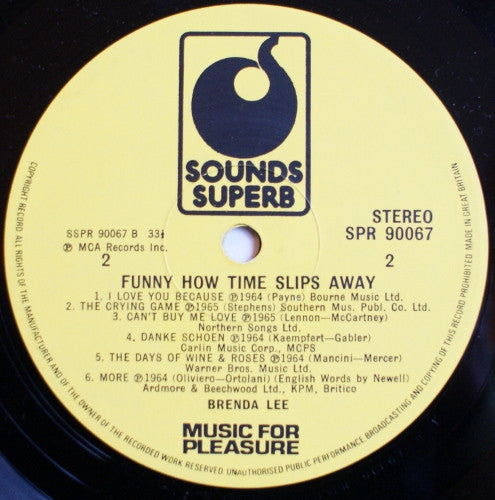 SOUNDS
SUPERB
SSPR 90067 B 33⅓
℗ MCA Records Inc.
2
STEREO
SPR 90067
2
FUNNY HOW TIME SLIPS AWAY
1. I LOVE YOU BECAUSE ℗1964 (Payns) Bourne Music Ltd.
2. THE CRYING GAME ℗1965 (Stephens) Southern Mus. Publ. Co. Ltd.
3. CAN'T BUY ME LOVE ℗1965 (Lennon—McCartney)
Northern Songs Ltd.
4. DANKE SCHOEN ℗1964 (Kaempfert—Gabler)
Carlin Music Corp., MCPS
5. THE DAYS OF WINE & ROSES ℗1964 (Mancini—Mercer)
Warner Bros. Music Ltd.
6. MORE ℗1964 (Oliviero—Ortolani) (English Words by Newell)
Ardmore & Beechwood Ltd., KPM, Britico
BRENDA LEE
MUSIC FOR
PLEASURE
COPYRIGHT RECORD ALL RIGHTS OF THE MANUFACTURER AND OF THE OWNER OF THE RECORDED WORK RESERVED. UNAUTHORISED PUBLIC PERFORMANCE BROADCASTING AND COPYING OF THIS RECORD PROHIBITED. MADE IN GREAT BRITAIN